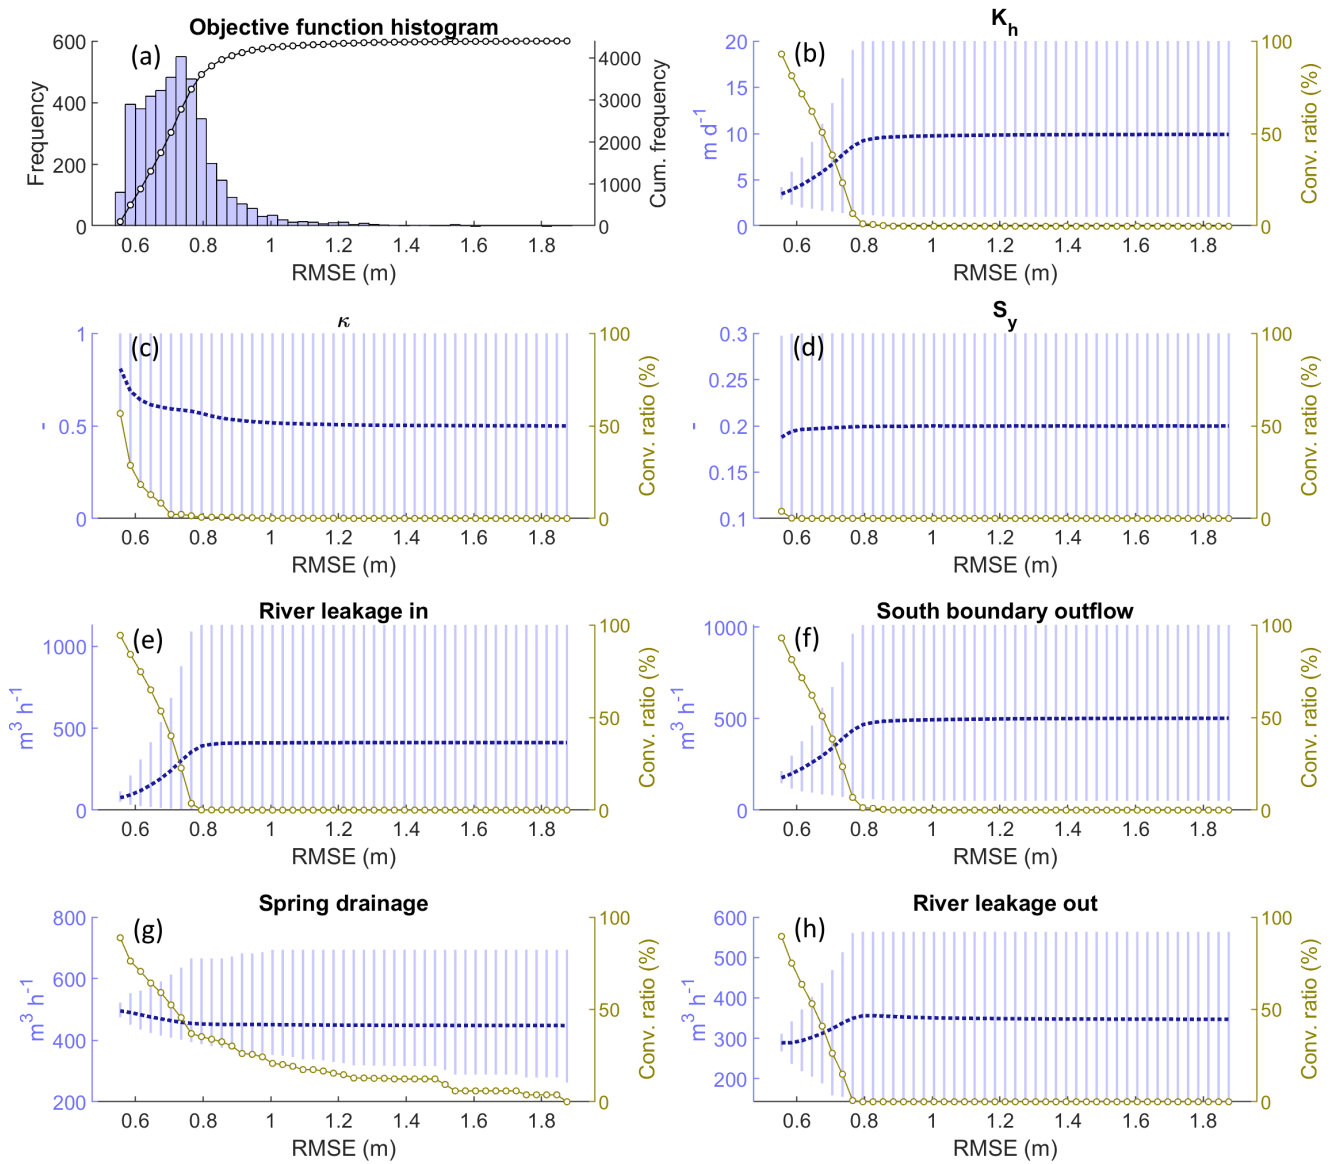 Objective function histogram
(a)
600
400
200
0
Frequency
4000
3000
2000
1000
0
Cum. frequency
0.6 0.8 1 1.2 1.4 1.6 1.8
RMSE (m)
K_h
(b)
20
15
10
5
0
m d^-1
100
50
0
Conv. ratio (%)
0.6 0.8 1 1.2 1.4 1.6 1.8
RMSE (m)
κ
(c)
1
0.5
0
-
100
50
0
Conv. ratio (%)
0.6 0.8 1 1.2 1.4 1.6 1.8
RMSE (m)
S_y
(d)
0.3
0.25
0.2
0.15
0.1
-
100
50
0
Conv. ratio (%)
0.6 0.8 1 1.2 1.4 1.6 1.8
RMSE (m)
River leakage in
(e)
1000
500
0
m^3 h^-1
100
50
0
Conv. ratio (%)
0.6 0.8 1 1.2 1.4 1.6 1.8
RMSE (m)
South boundary outflow
(f)
1000
500
0
m^3 h^-1
100
50
0
Conv. ratio (%)
0.6 0.8 1 1.2 1.4 1.6 1.8
RMSE (m)
Spring drainage
(g)
800
600
400
200
m^3 h^-1
100
50
0
Conv. ratio (%)
0.6 0.8 1 1.2 1.4 1.6 1.8
RMSE (m)
River leakage out
(h)
600
500
400
300
200
m^3 h^-1
100
50
0
Conv. ratio (%)
0.6 0.8 1 1.2 1.4 1.6 1.8
RMSE (m)